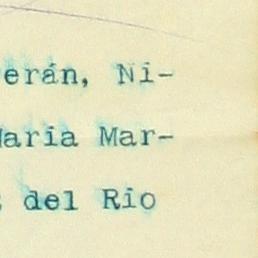 erán, Ni-
Maria Mar-
del Rio